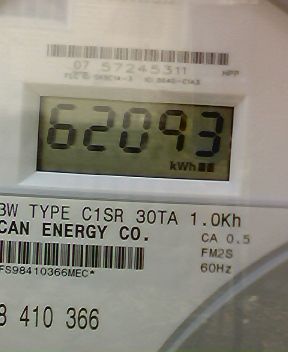 07 57245311
62093
kWh
3W TYPE C1SR 30TA 1.0Kh
CAN ENERGY CO.
CA 0.5
FM2S
60Hz
FS98410366MEC*
8 410 366